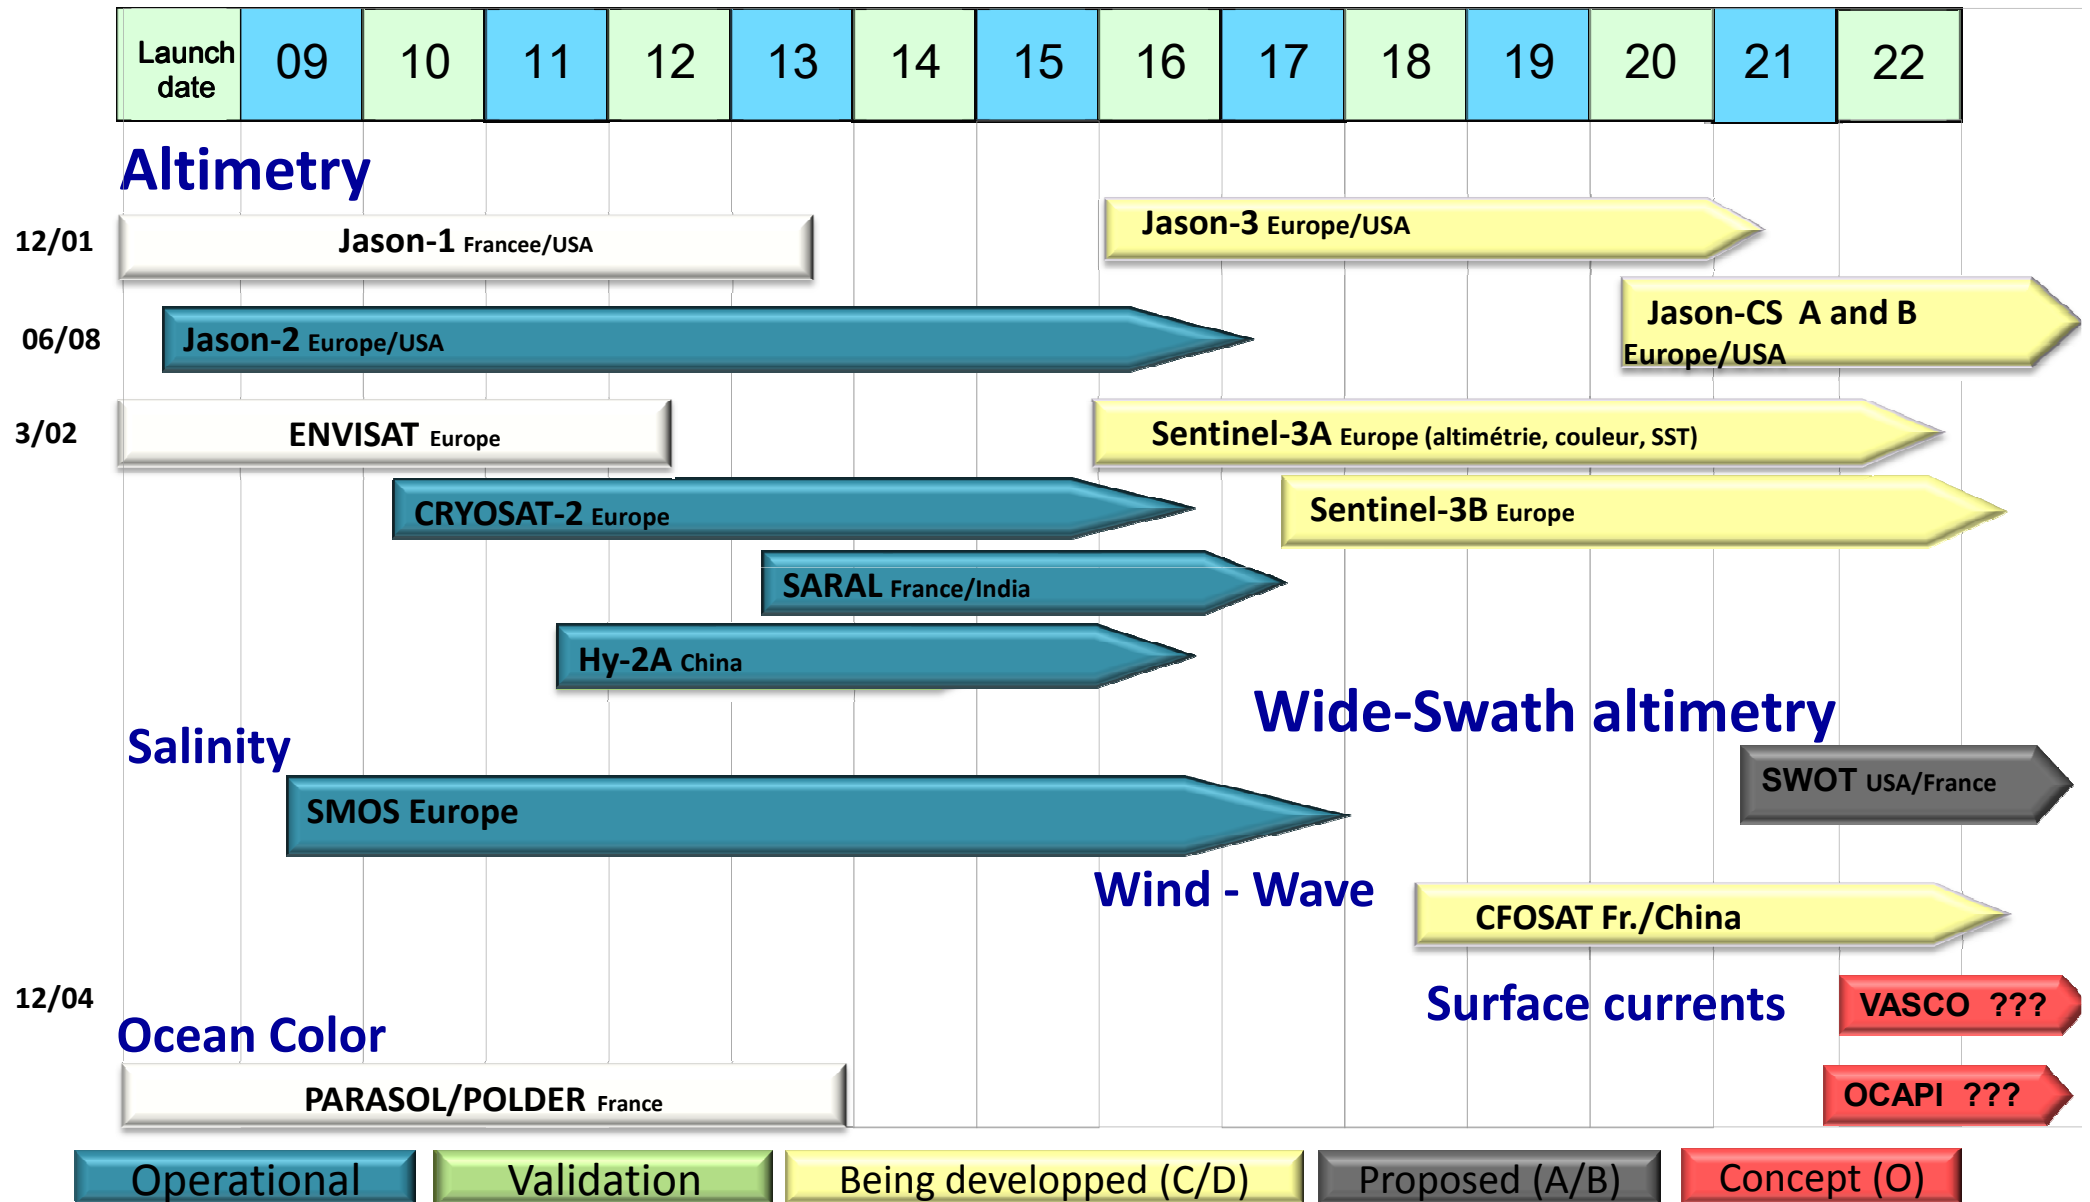 Launch
date
09 10 11 12 13 14 15 16 17 18 19 20 21 22
Altimetry
12/01
Jason-1 Francee/USA
Jason-3 Europe/USA
06/08
Jason-2 Europe/USA
Jason-CS A and B
Europe/USA
3/02
ENVISAT Europe
Sentinel-3A Europe (altimétrie, couleur, SST)
CRYOSAT-2 Europe
Sentinel-3B Europe
SARAL France/India
Hy-2A China
Wide-Swath altimetry
Salinity
SWOT USA/France
SMOS Europe
Wind - Wave
CFOSAT Fr./China
12/04
Surface currents
VASCO ???
Ocean Color
PARASOL/POLDER France
OCAPI ???
Operational
Validation
Being developped (C/D)
Proposed (A/B)
Concept (O)